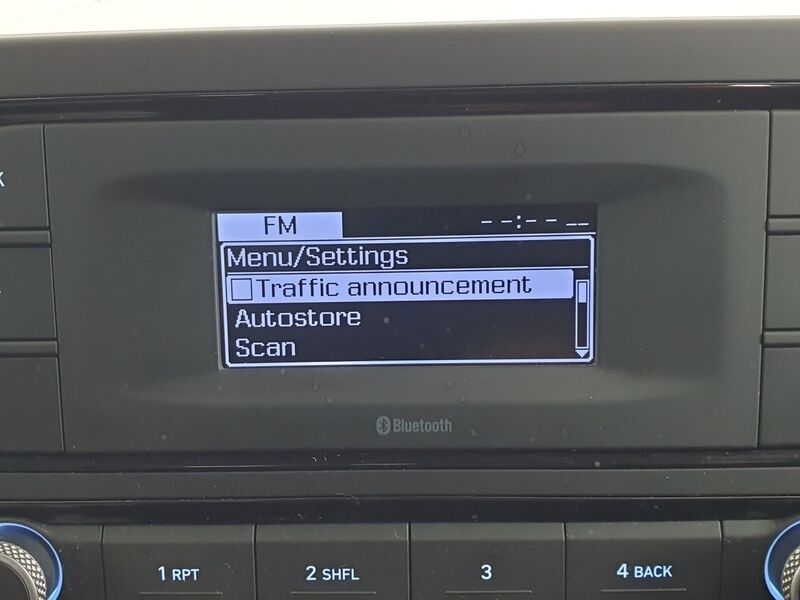 FM --:-- --
Menu/Settings
Traffic announcement
Autostore
Scan
Bluetooth
1 RPT 2 SHFL 3 4 BACK